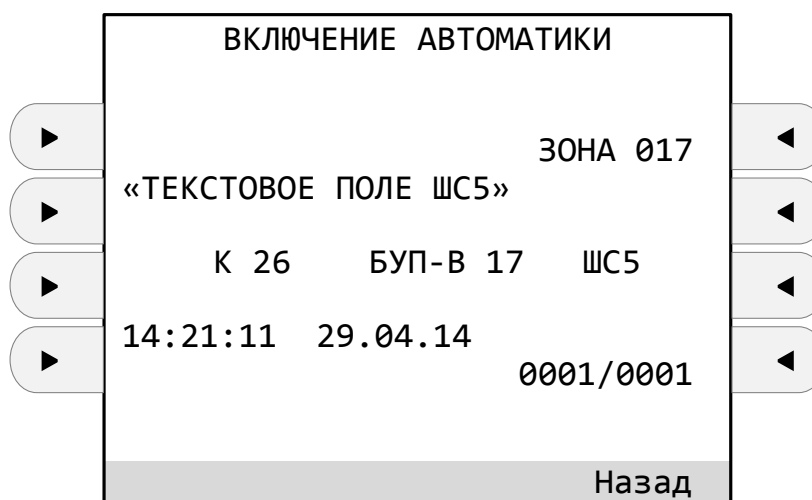 ВКЛЮЧЕНИЕ АВТОМАТИКИ
ЗОНА 017
«ТЕКСТОВОЕ ПОЛЕ ШС5»
К 26 БУП-В 17 ШС5
14:21:11 29.04.14
0001/0001
Назад